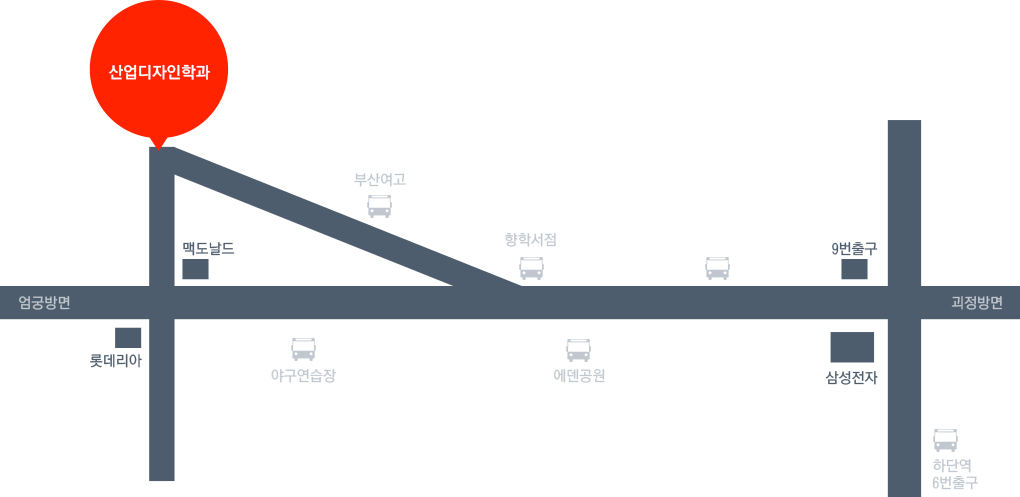 산업디자인학과
부산여고
향학서점
맥도날드
9번출구
엄궁방면
괴정방면
롯데리아
야구연습장
에덴공원
삼성전자
하단역
6번출구